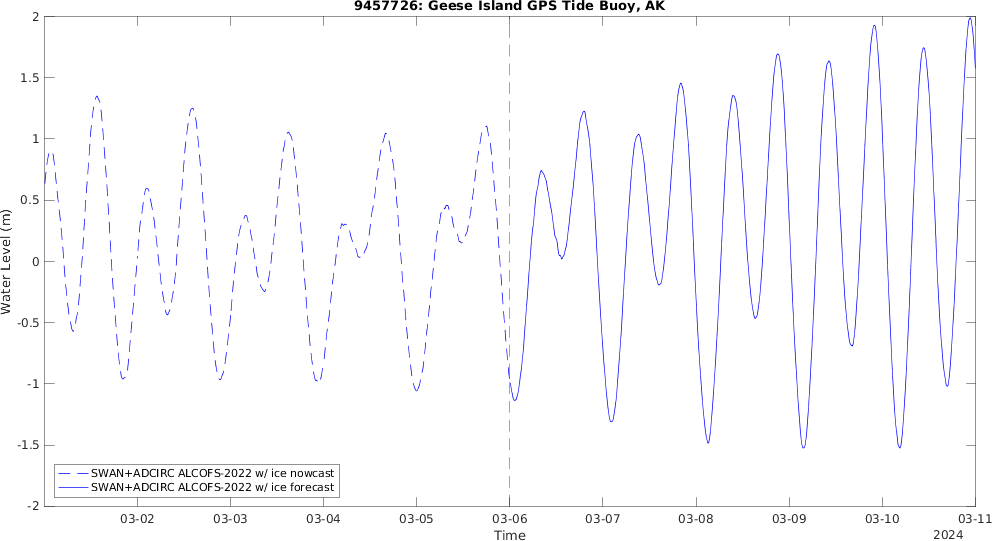 9457726: Geese Island GPS Tide Buoy, AK
2
1.5
1
0.5
0
-0.5
-1
-1.5
-2
Water Level (m)
SWAN+ADCIRC ALCOFS-2022 w/ ice nowcast
SWAN+ADCIRC ALCOFS-2022 w/ ice forecast
03-02 03-03 03-04 03-05 03-06 03-07 03-08 03-09 03-10 03-11
Time
2024